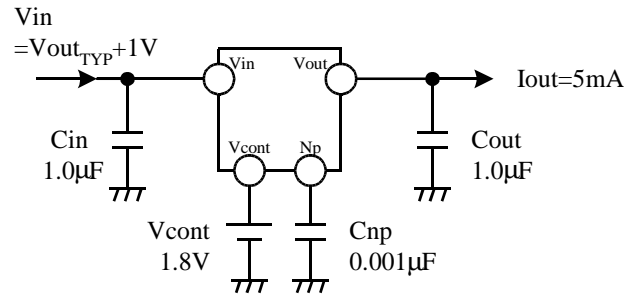 Vin
=VoutTYP+1V
Vin
Vout
Iout=5mA
Cin
1.0μF
Vcont
Np
Cout
1.0μF
Vcont
1.8V
Cnp
0.001μF